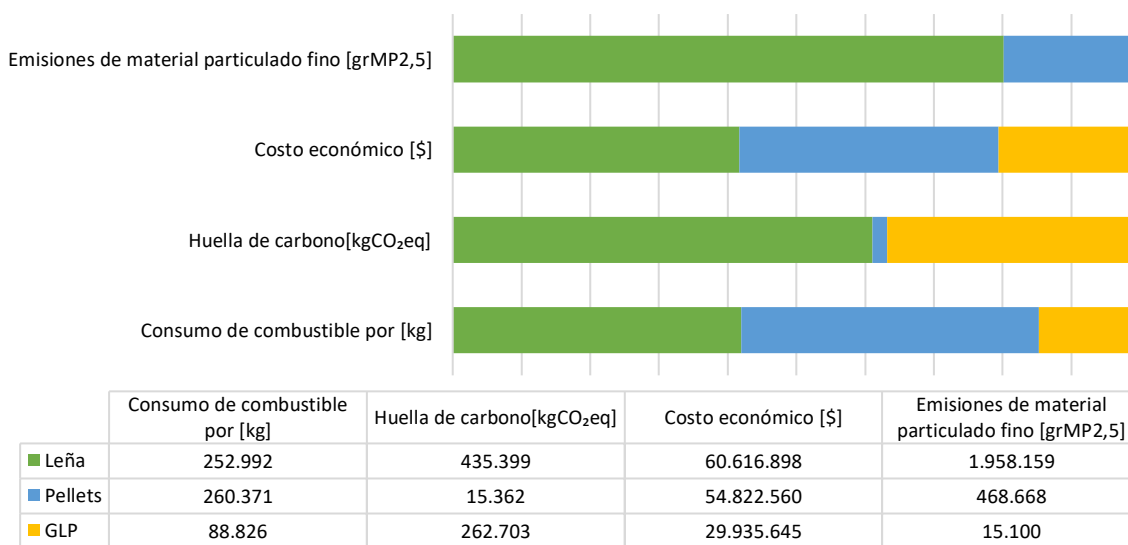 Emisiones de material particulado fino [grMP2,5]
Costo económico [$]
Huella de carbono[kgCO₂eq]
Consumo de combustible por [kg]
Consumo de combustible
por [kg]
Huella de carbono[kgCO₂eq]
Costo económico [$]
Emisiones de material
particulado fino [grMP2,5]
Leña 252.992 435.399 60.616.898 1.958.159
Pellets 260.371 15.362 54.822.560 468.668
GLP 88.826 262.703 29.935.645 15.100